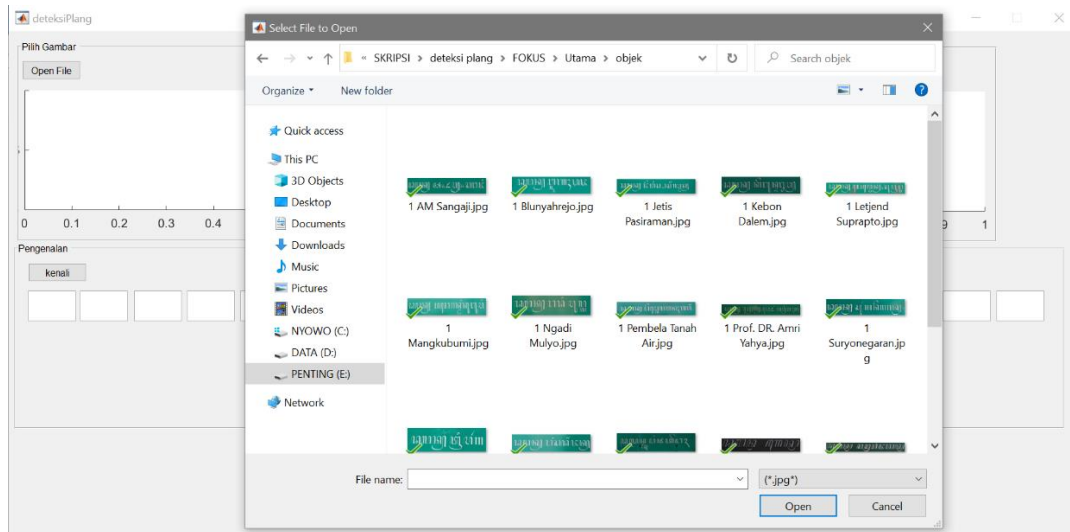 deteksiPlang
Pilih Gambar
Open File
0 0.1 0.2 0.3 0.4
9 1
Pengenalan
kenali
Select File to Open
« SKRIPSI › deteksi plang › FOKUS › Utama › objek
Search objek
Organize
New folder
Quick access
This PC
3D Objects
Desktop
Documents
Downloads
Music
Pictures
Videos
NYOWO (C:)
DATA (D:)
PENTING (E:)
Network
1 AM Sangaji.jpg
1 Blunyahrejo.jpg
1 Jetis
Pasiraman.jpg
1 Kebon
Dalem.jpg
1 Letjend
Suprapto.jpg
1
Mangkubumi.jpg
1 Ngadi
Mulyo.jpg
1 Pembela Tanah
Air.jpg
1 Prof. DR. Amri
Yahya.jpg
1
Suryonegaran.jp
g
File name:
(*.jpg*)
Open
Cancel